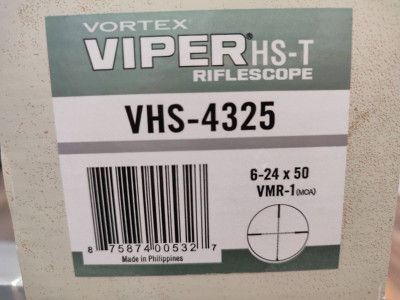 VORTEX
VIPER® HS-T
RIFLESCOPE
VHS-4325
6-24 x 50
VMR-1 (MOA)
8 75874 00532 7
Made in Philippines